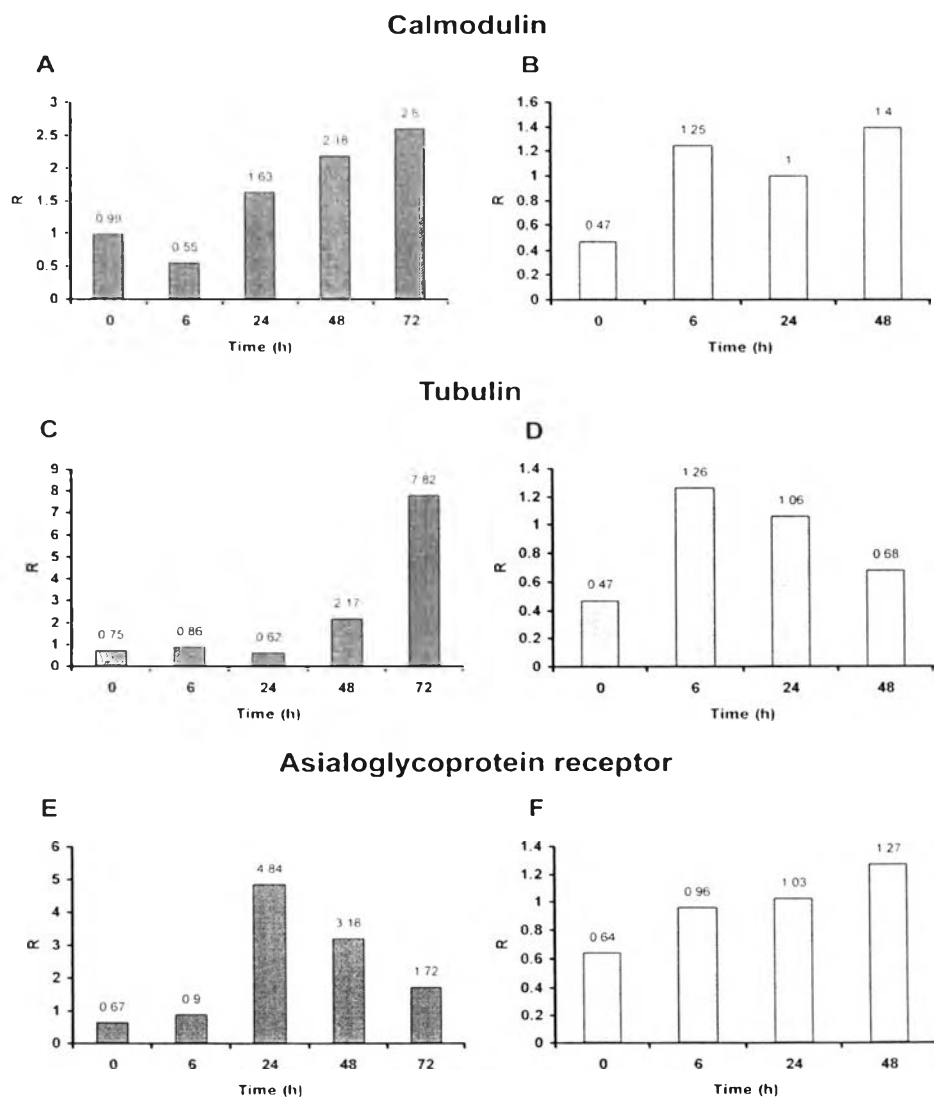 Calmodulin
A
3
2.5
2
1.5
1
0.5
0
R
0.99
0.55
1.63
2.18
2.6
0 6 24 48 72
Time (h)
B
1.6
1.4
1.2
1
0.8
0.6
0.4
0.2
0
R
0.47
1.25
1
1.4
0 6 24 48
Time (h)
Tubulin
C
9
8
7
6
5
4
3
2
1
0
R
0.75
0.86
0.62
2.17
7.82
0 6 24 48 72
Time (h)
D
1.4
1.2
1
0.8
0.6
0.4
0.2
0
R
0.47
1.26
1.06
0.68
0 6 24 48
Time (h)
Asialoglycoprotein receptor
E
6
5
4
3
2
1
0
R
0.67
0.9
4.84
3.18
1.72
0 6 24 48 72
Time (h)
F
1.4
1.2
1
0.8
0.6
0.4
0.2
0
R
0.64
0.96
1.03
1.27
0 6 24 48
Time (h)